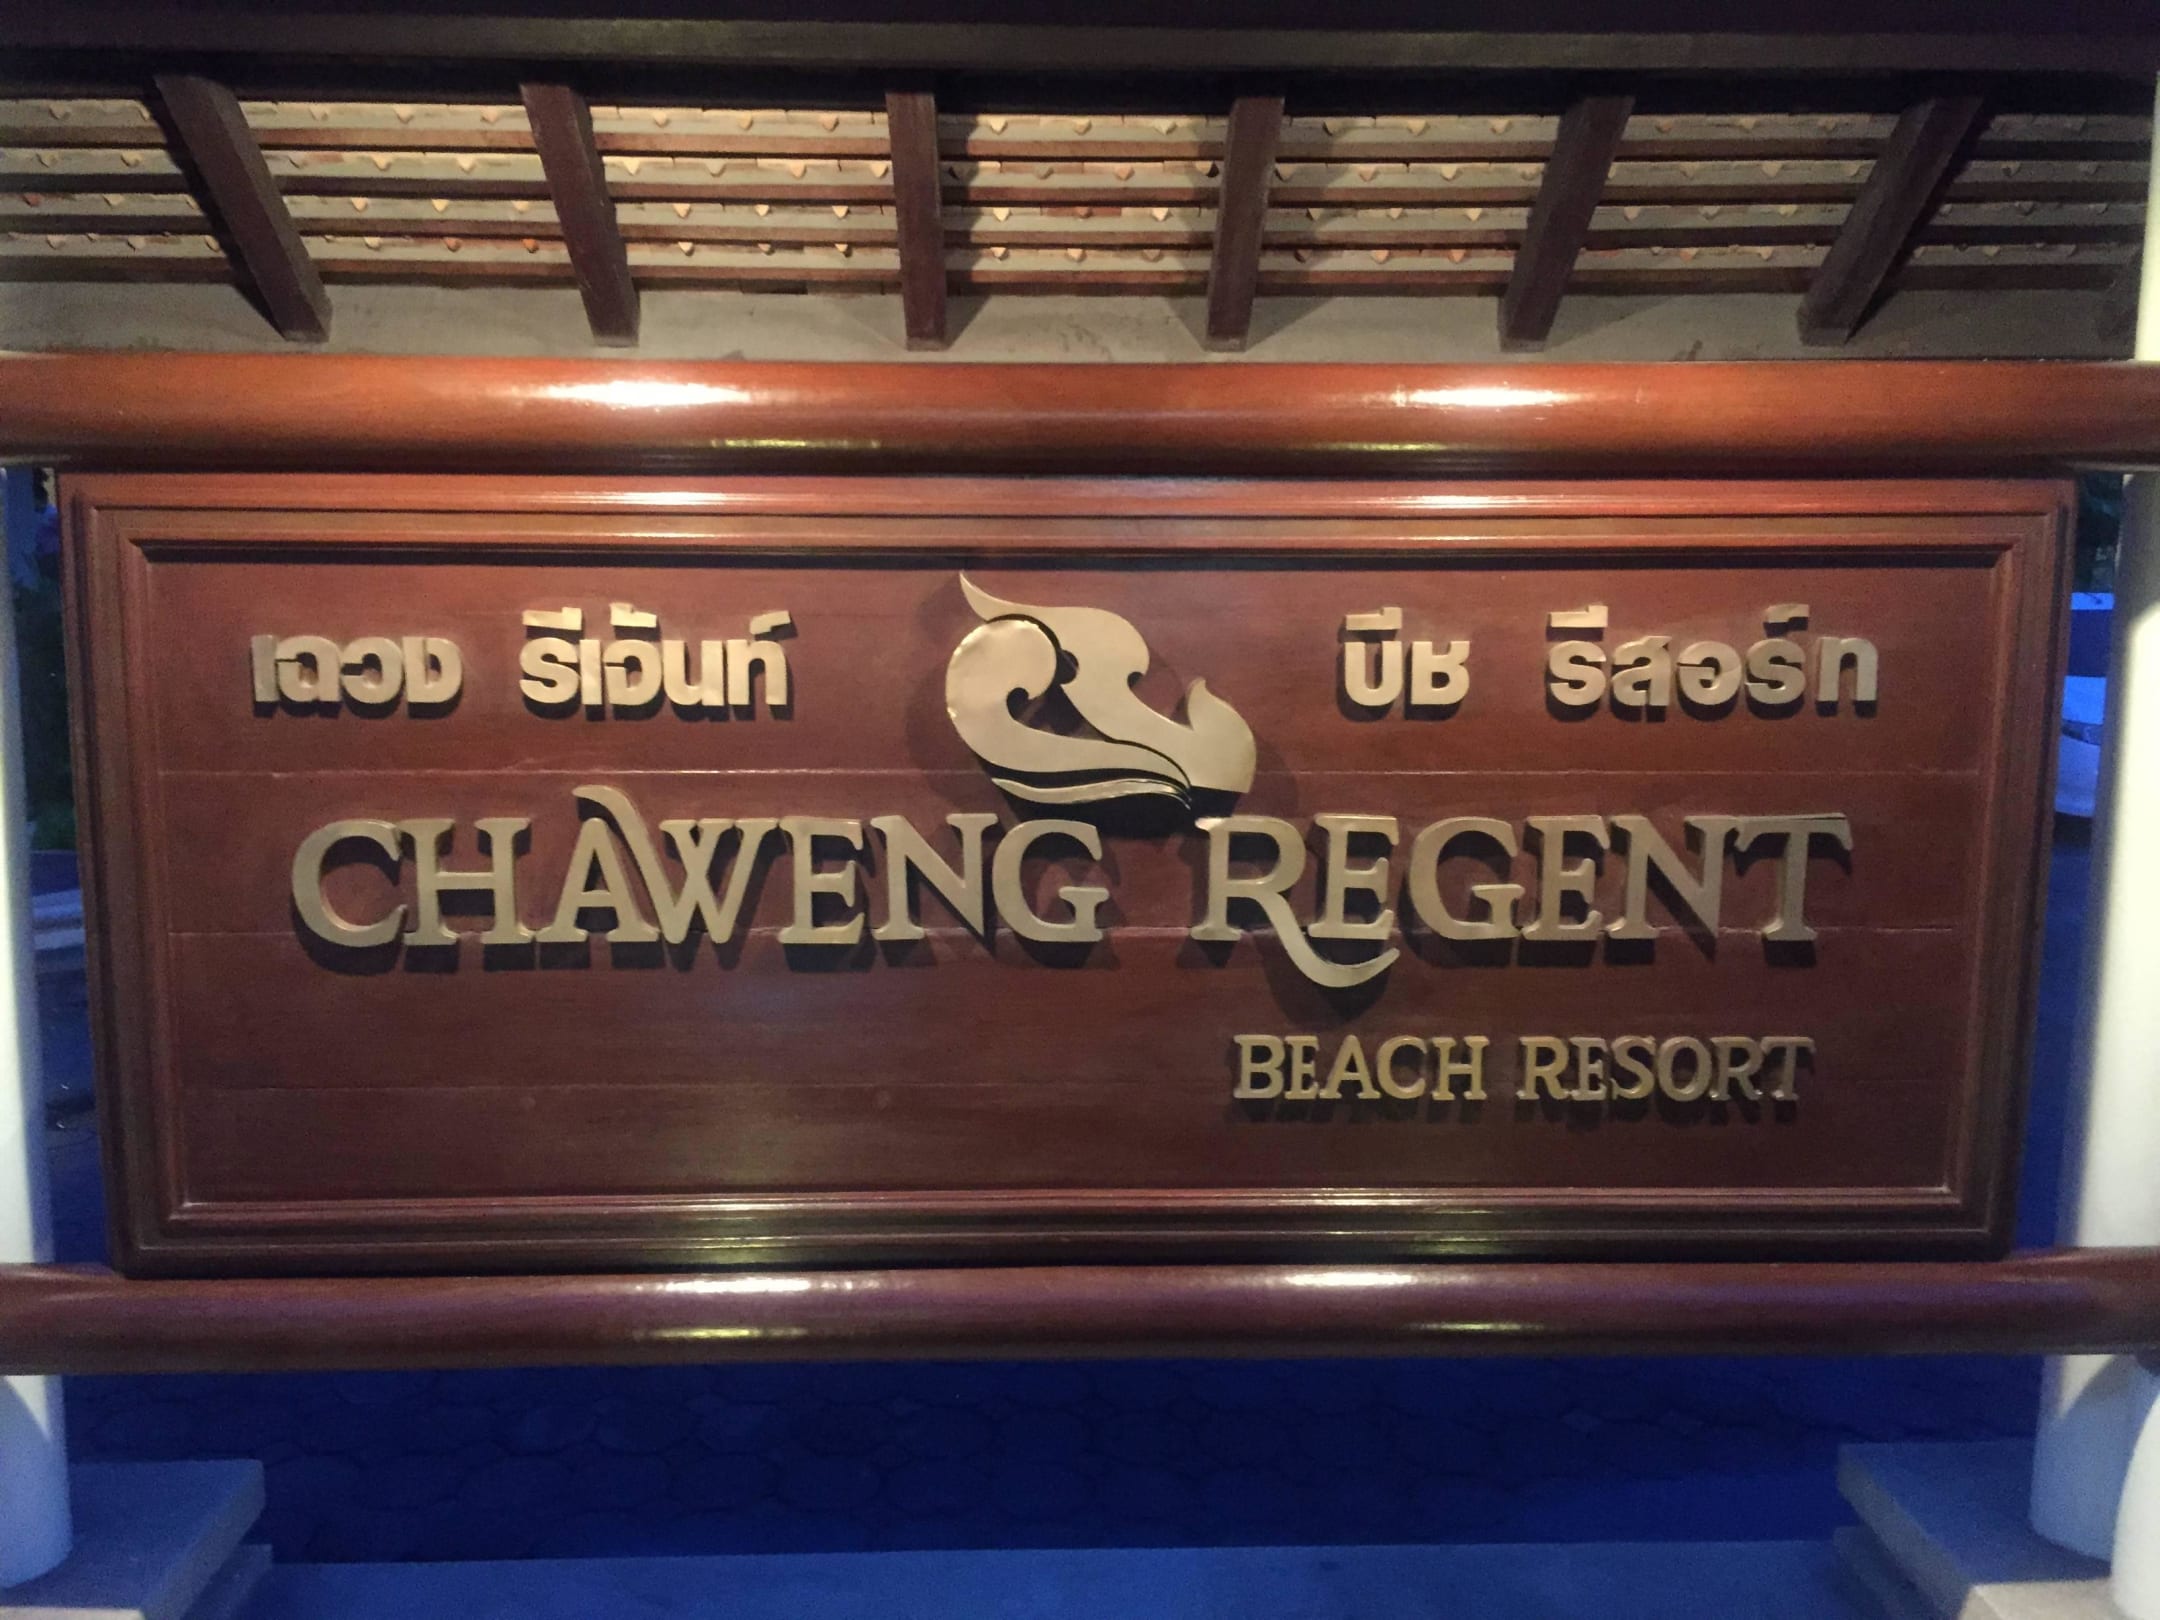 เฉวง รีเจ้นท์ บีช รีสอร์ท
CHAWENG REGENT
BEACH RESORT